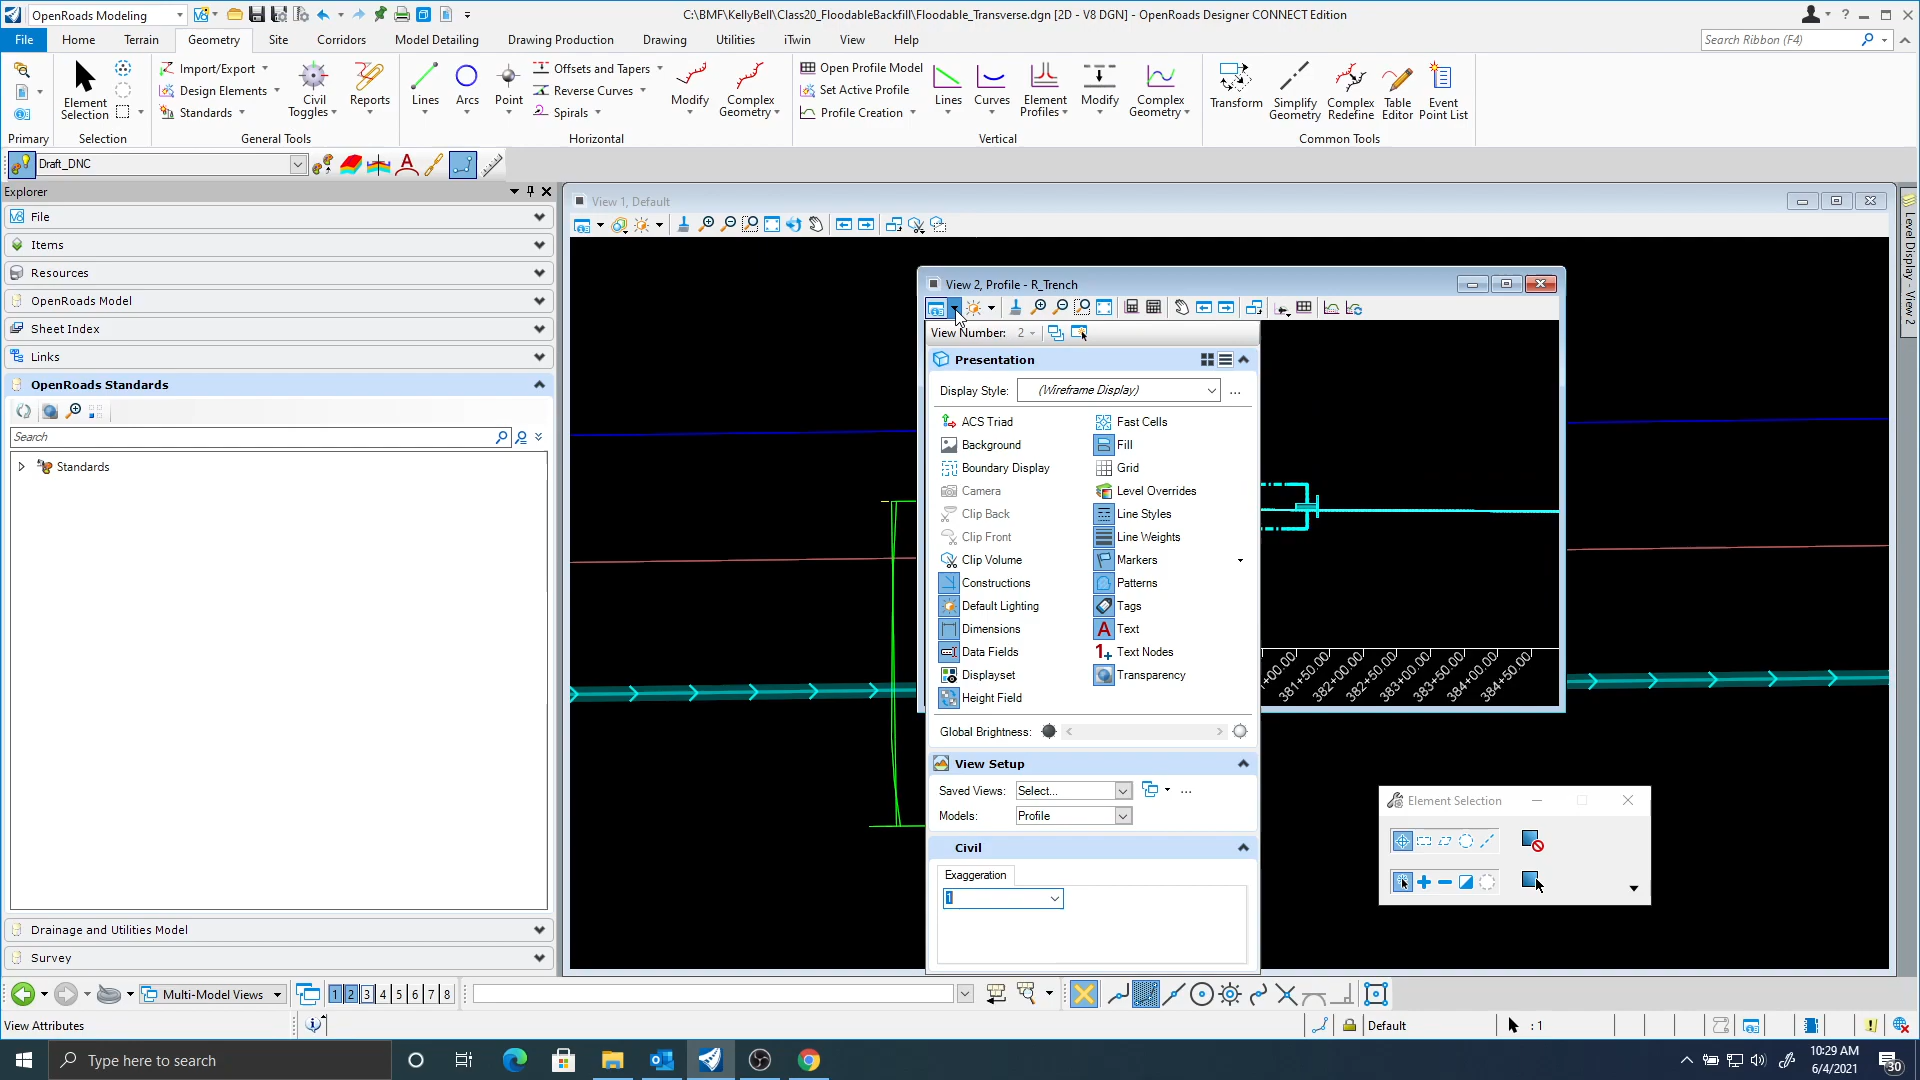 OpenRoads Modeling
C:\BMF\KellyBell\Class20_FloodableBackfill\Floodable_Transverse.dgn [2D - V8 DGN] - OpenRoads Designer CONNECT Edition
File Home Terrain Geometry Site Corridors Model Detailing Drawing Production Drawing Utilities iTwin View Help
Search Ribbon (F4)
Element Selection
Import/Export
Design Elements
Standards
Civil Toggles
Reports
Lines
Arcs
Point
Offsets and Tapers
Reverse Curves
Spirals
Modify
Complex Geometry
Open Profile Model
Set Active Profile
Profile Creation
Lines
Curves
Element Profiles
Modify
Complex Geometry
Transform
Simplify Geometry
Complex Redefine
Table Editor
Event Point List
Primary Selection General Tools Horizontal Vertical Common Tools
Draft_DNC
Explorer
File
Items
Resources
OpenRoads Model
Sheet Index
Links
OpenRoads Standards
Search
Standards
Drainage and Utilities Model
Survey
View 1, Default
Level Display - View 2
View 2, Profile - R_Trench
View Number: 2
Presentation
Display Style: (Wireframe Display)
ACS Triad Fast Cells
Background Fill
Boundary Display Grid
Camera Level Overrides
Clip Back Line Styles
Clip Front Line Weights
Clip Volume Markers
Constructions Patterns
Default Lighting Tags
Dimensions Text
Data Fields Text Nodes
Displayset Transparency
Height Field
Global Brightness:
View Setup
Saved Views: Select...
Models: Profile
Civil
Exaggeration
1
+00.00 381+50.00 382+00.00 382+50.00 383+00.00 383+50.00 384+00.00 384+50.00
Element Selection
Multi-Model Views 1 2 3 4 5 6 7 8
View Attributes
Default
: 1
Type here to search
10:29 AM
6/4/2021
30